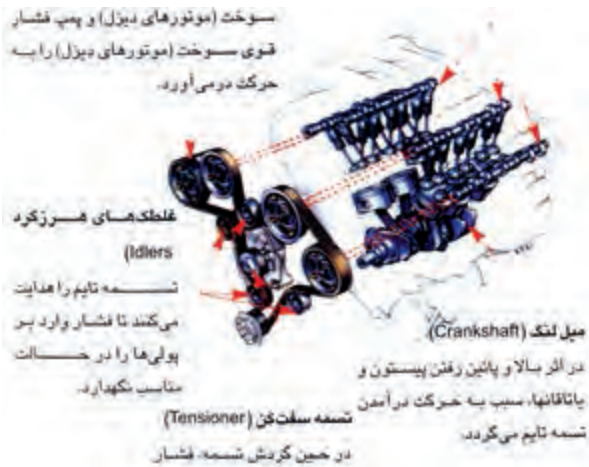 سوخت (موتورهای دیزل) و پمپ فشار
قوی سوخت (موتورهای دیزل) را به
حرکت درمی‌آورد.
غلطک‌های هرزگرد
(Idlers
تسمه تایم را هدایت
می‌کنند تا فشار وارد بر
پولی‌ها را در حالت
مناسب نگهدارد.
میل لنگ (Crankshaft)
در اثر بالا و پائین رفتن پیستون و
یاتاقانها، سبب به حرکت درآمدن
تسمه تایم می‌گردد.
تسمه سفت‌کن (Tensioner)
در حین گردش تسمه، فشار